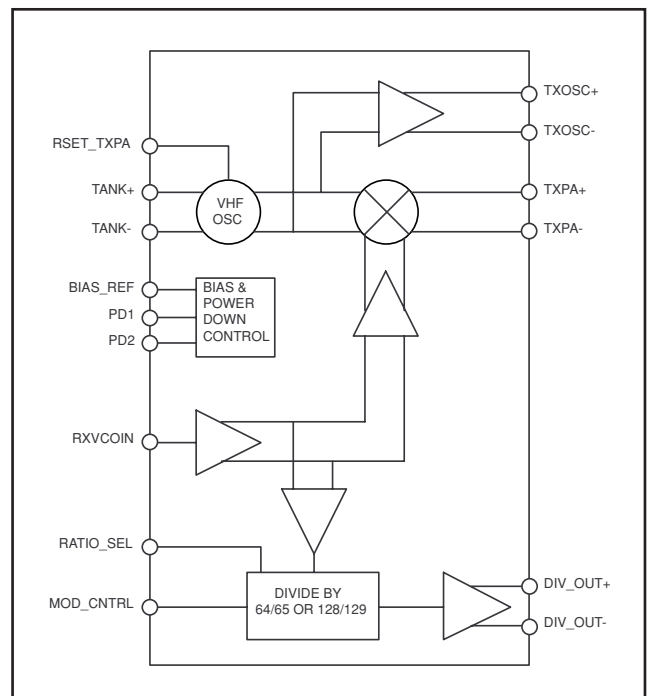 TXOSC+
TXOSC-
RSET_TXPA
TANK+
VHF
OSC
TXPA+
TANK-
TXPA-
BIAS_REF
PD1
PD2
BIAS &
POWER
DOWN
CONTROL
RXVCOIN
RATIO_SEL
MOD_CNTRL
DIVIDE BY
64/65 OR 128/129
DIV_OUT+
DIV_OUT-